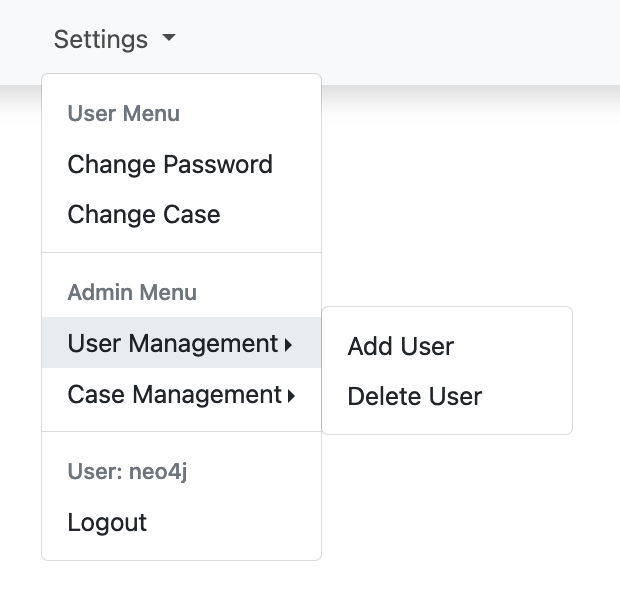 Settings
User Menu
Change Password
Change Case
Admin Menu
User Management
Add User
Delete User
Case Management
User: neo4j
Logout